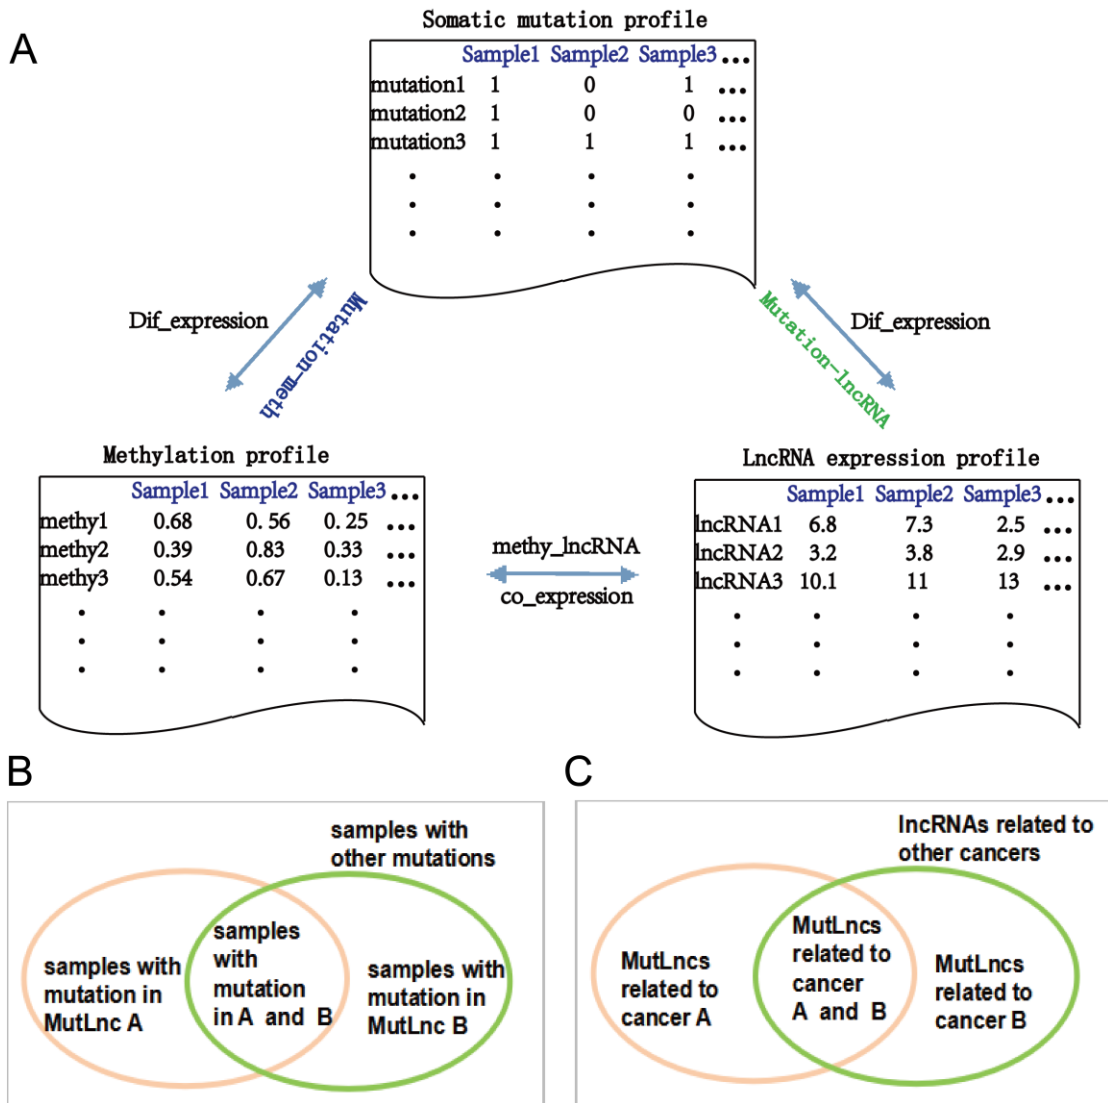 A
Somatic mutation profile
Sample1 Sample2 Sample3 ...
mutation1 1 0 1 ...
mutation2 1 0 0 ...
mutation3 1 1 1 ...
Dif_expression
Mutation-meth
Mutation-lncRNA
Dif_expression
Methylation profile
Sample1 Sample2 Sample3 ...
methy1 0.68 0. 56 0. 25 ...
methy2 0.39 0.83 0.33 ...
methy3 0.54 0.67 0.13 ...
methy_lncRNA
co_expression
LncRNA expression profile
Sample1 Sample2 Sample3 ...
lncRNA1 6.8 7.3 2.5 ...
lncRNA2 3.2 3.8 2.9 ...
lncRNA3 10.1 11 13 ...
B
samples with
other mutations
samples with
mutation in
MutLnc A
samples
with
mutation
in A and B
samples with
mutation in
MutLnc B
C
lncRNAs related to
other cancers
MutLncs
related to
cancer A
MutLncs
related to
cancer
A and B
MutLncs
related to
cancer B